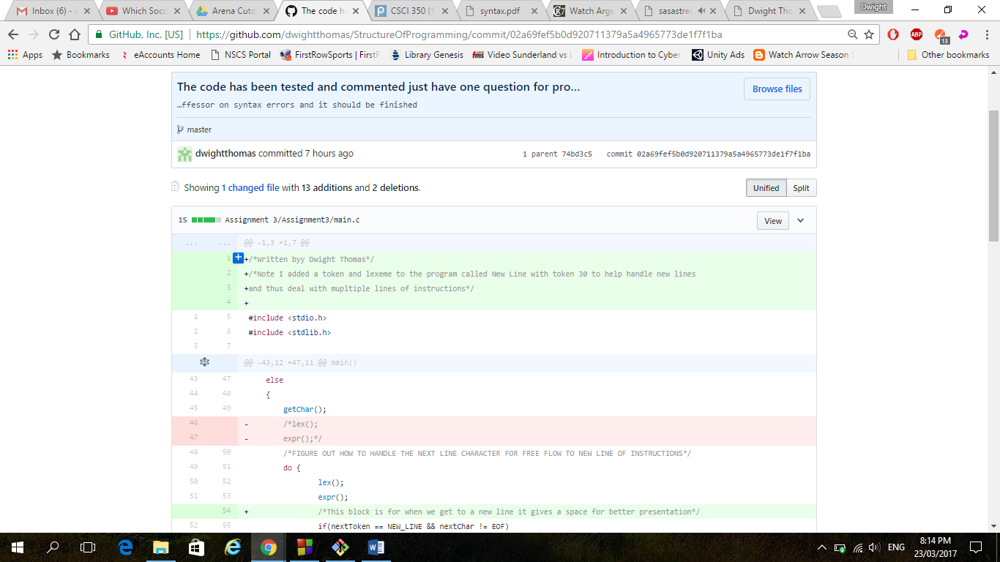 Inbox (6) -
Which Socc
Arena Cuto
The code h
CSCI 350 (
syntax.pdf
Watch Arge
sasastre
Dwight Tho
Dwight
GitHub, Inc. [US] https://github.com/dwightthomas/StructureOfProgramming/commit/02a69fef5b0d920711379a5a4965773de1f7f1ba
ABP
13
Apps
Bookmarks
eAccounts Home
NSCS Portal
FirstRowSports | FirstR
Library Genesis
fms Video Sunderland vs
Introduction to Cyber
Unity Ads
Watch Arrow Season
Other bookmarks
The code has been tested and commented just have one question for pro…
Browse files
…ffessor on syntax errors and it should be finished
master
dwightthomas committed 7 hours ago
1 parent 74bd3c5 commit 02a69fef5b0d920711379a5a4965773de1f7f1ba
Showing 1 changed file with 13 additions and 2 deletions.
Unified Split
15 Assignment 3/Assignment3/main.c
View
... ... @@ -1,3 +1,7 @@
1 +/*Written byy Dwight Thomas*/
2 +/*Note I added a token and lexeme to the program called New Line with token 30 to help handle new lines
3 +and thus deal with mupltiple lines of instructions*/
4 +
1 5 #include <stdio.h>
2 6 #include <stdlib.h>
3 7
@@ -43,12 +47,11 @@ main()
43 47 else
44 48 {
45 49 getChar();
46 - /*lex();
47 - expr();*/
48 50 /*FIGURE OUT HOW TO HANDLE THE NEXT LINE CHARACTER FOR FREE FLOW TO NEW LINE OF INSTRUCTIONS*/
49 51 do {
50 52 lex();
51 53 expr();
54 + /*This block is for when we get to a new line it gives a space for better presentation*/
52 55 if(nextToken == NEW_LINE && nextChar != EOF)
ENG
8:14 PM
23/03/2017